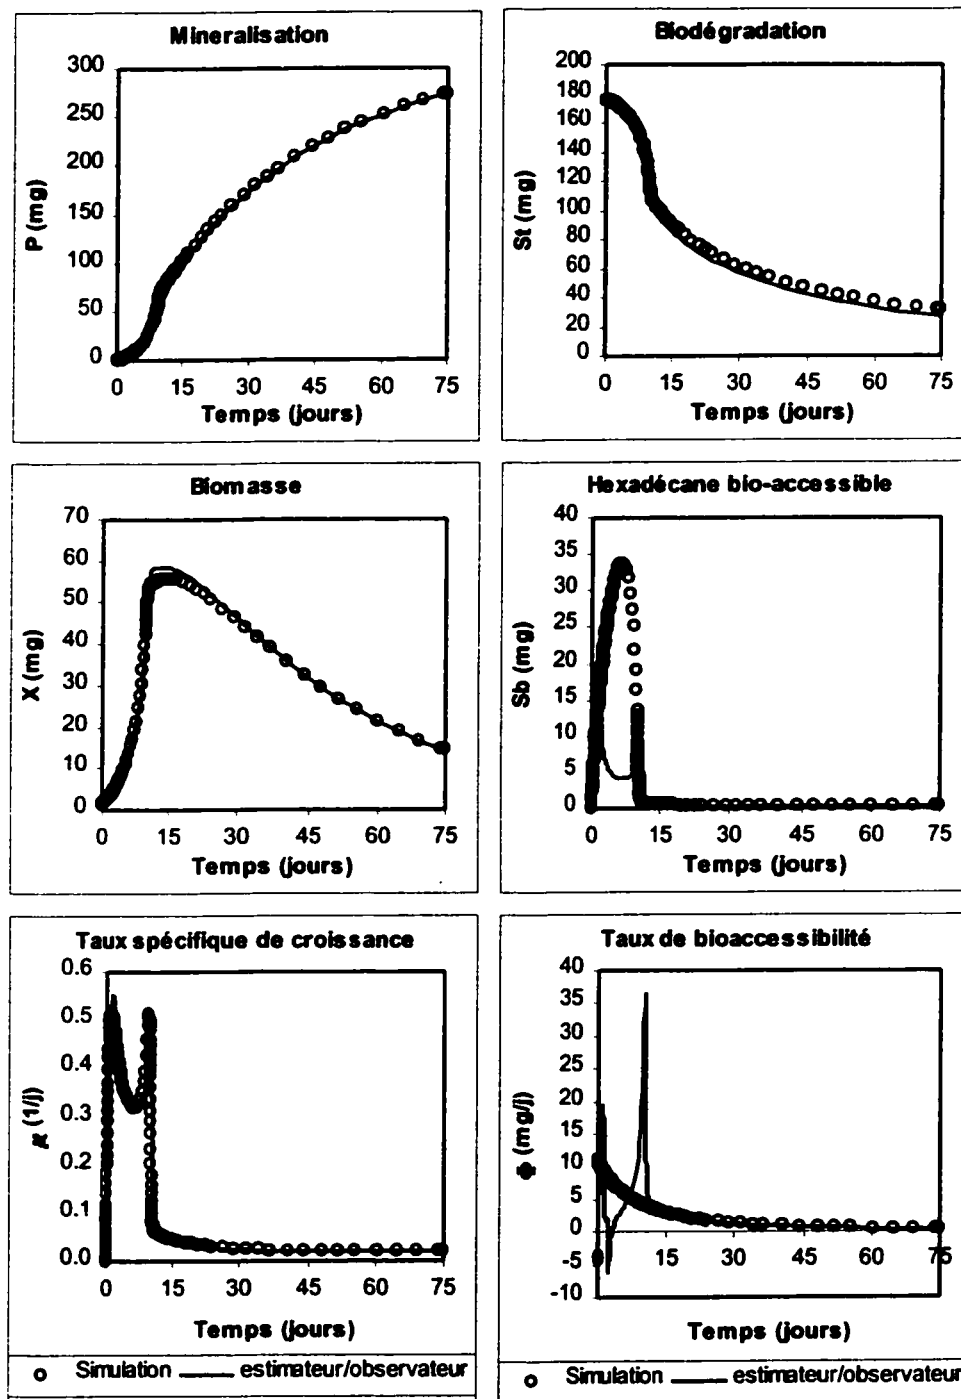 Mineralisation
300
250
200
150
100
50
0
P (mg)
0 15 30 45 60 75
Temps (jours)
Biodégradation
200
180
160
140
120
100
80
60
40
20
0
St (mg)
0 15 30 45 60 75
Temps (jours)
Biomasse
70
60
50
40
30
20
10
0
X (mg)
0 15 30 45 60 75
Temps (jours)
Hexadécane bio-accessible
40
35
30
25
20
15
10
5
0
Sb (mg)
0 15 30 45 60 75
Temps (jours)
Taux spécifique de croissance
0.6
0.5
0.4
0.3
0.2
0.1
0.0
μ (1/j)
0 15 30 45 60 75
Temps (jours)
Simulation estimateur/observateur
Taux de bioaccessibilité
40
35
30
25
20
15
10
5
0
-5
-10
Φ (mg/j)
15 30 45 60 75
Temps (jours)
Simulation estimateur/observateur